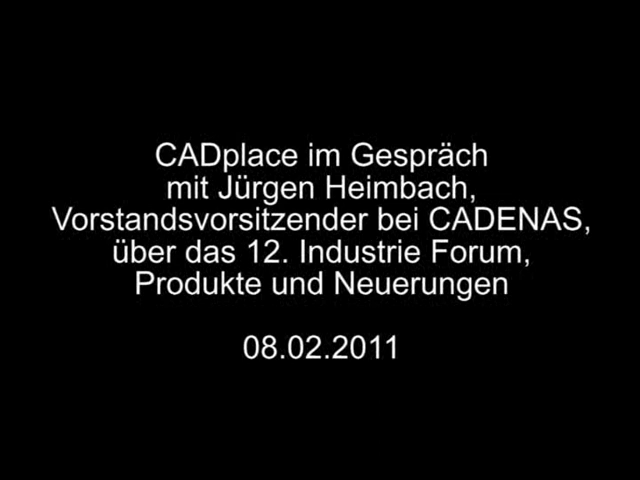 CADplace im Gespräch
mit Jürgen Heimbach,
Vorstandsvorsitzender bei CADENAS,
über das 12. Industrie Forum,
Produkte und Neuerungen
08.02.2011